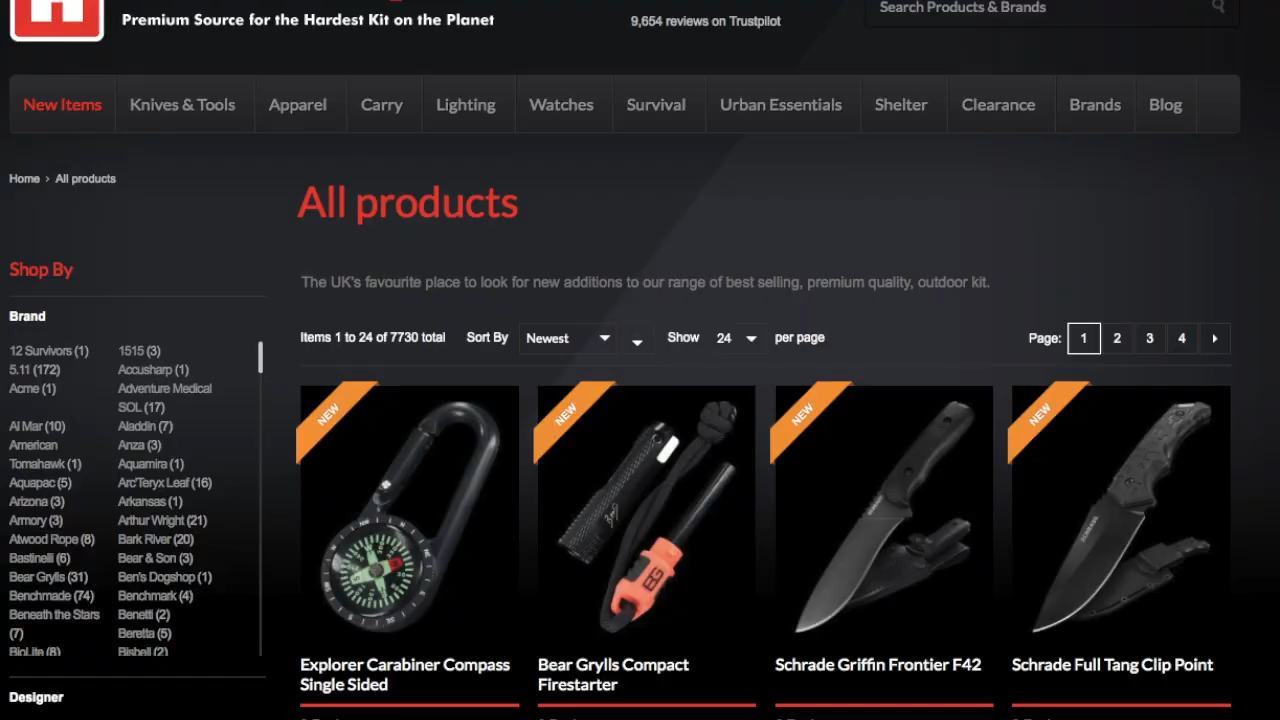 Premium Source for the Hardest Kit on the Planet
9,654 reviews on Trustpilot
Search Products & Brands
New Items Knives & Tools Apparel Carry Lighting Watches Survival Urban Essentials Shelter Clearance Brands Blog
Home › All products
All products
Shop By
The UK's favourite place to look for new additions to our range of best selling, premium quality, outdoor kit.
Brand
Items 1 to 24 of 7730 total Sort By Newest Show 24 per page Page: 1 2 3 4
12 Survivors (1) 1515 (3)
5.11 (172) Accusharp (1)
Acme (1) Adventure Medical
SOL (17)
Al Mar (10) Aladdin (7)
American Anza (3)
Tomahawk (1) Aquamira (1)
Aquapac (5) Arc'Teryx Leaf (16)
Arizona (3) Arkansas (1)
Armory (3) Arthur Wright (21)
Atwood Rope (8) Bark River (20)
Bastinelli (6) Bear & Son (3)
Bear Grylls (31) Ben's Dogshop (1)
Benchmade (74) Benchmark (4)
Beneath the Stars Benetti (2)
(7) Beretta (5)
BioLite (8) Bisbell (2)
Designer
NEW NEW NEW NEW
BG
SCHRADE
Explorer Carabiner Compass
Single Sided
Bear Grylls Compact
Firestarter
Schrade Griffin Frontier F42
Schrade Full Tang Clip Point